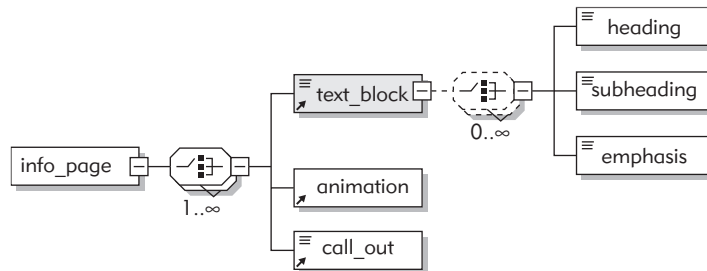 heading
text_block
subheading
0..∞
emphasis
info_page
1..∞
animation
call_out